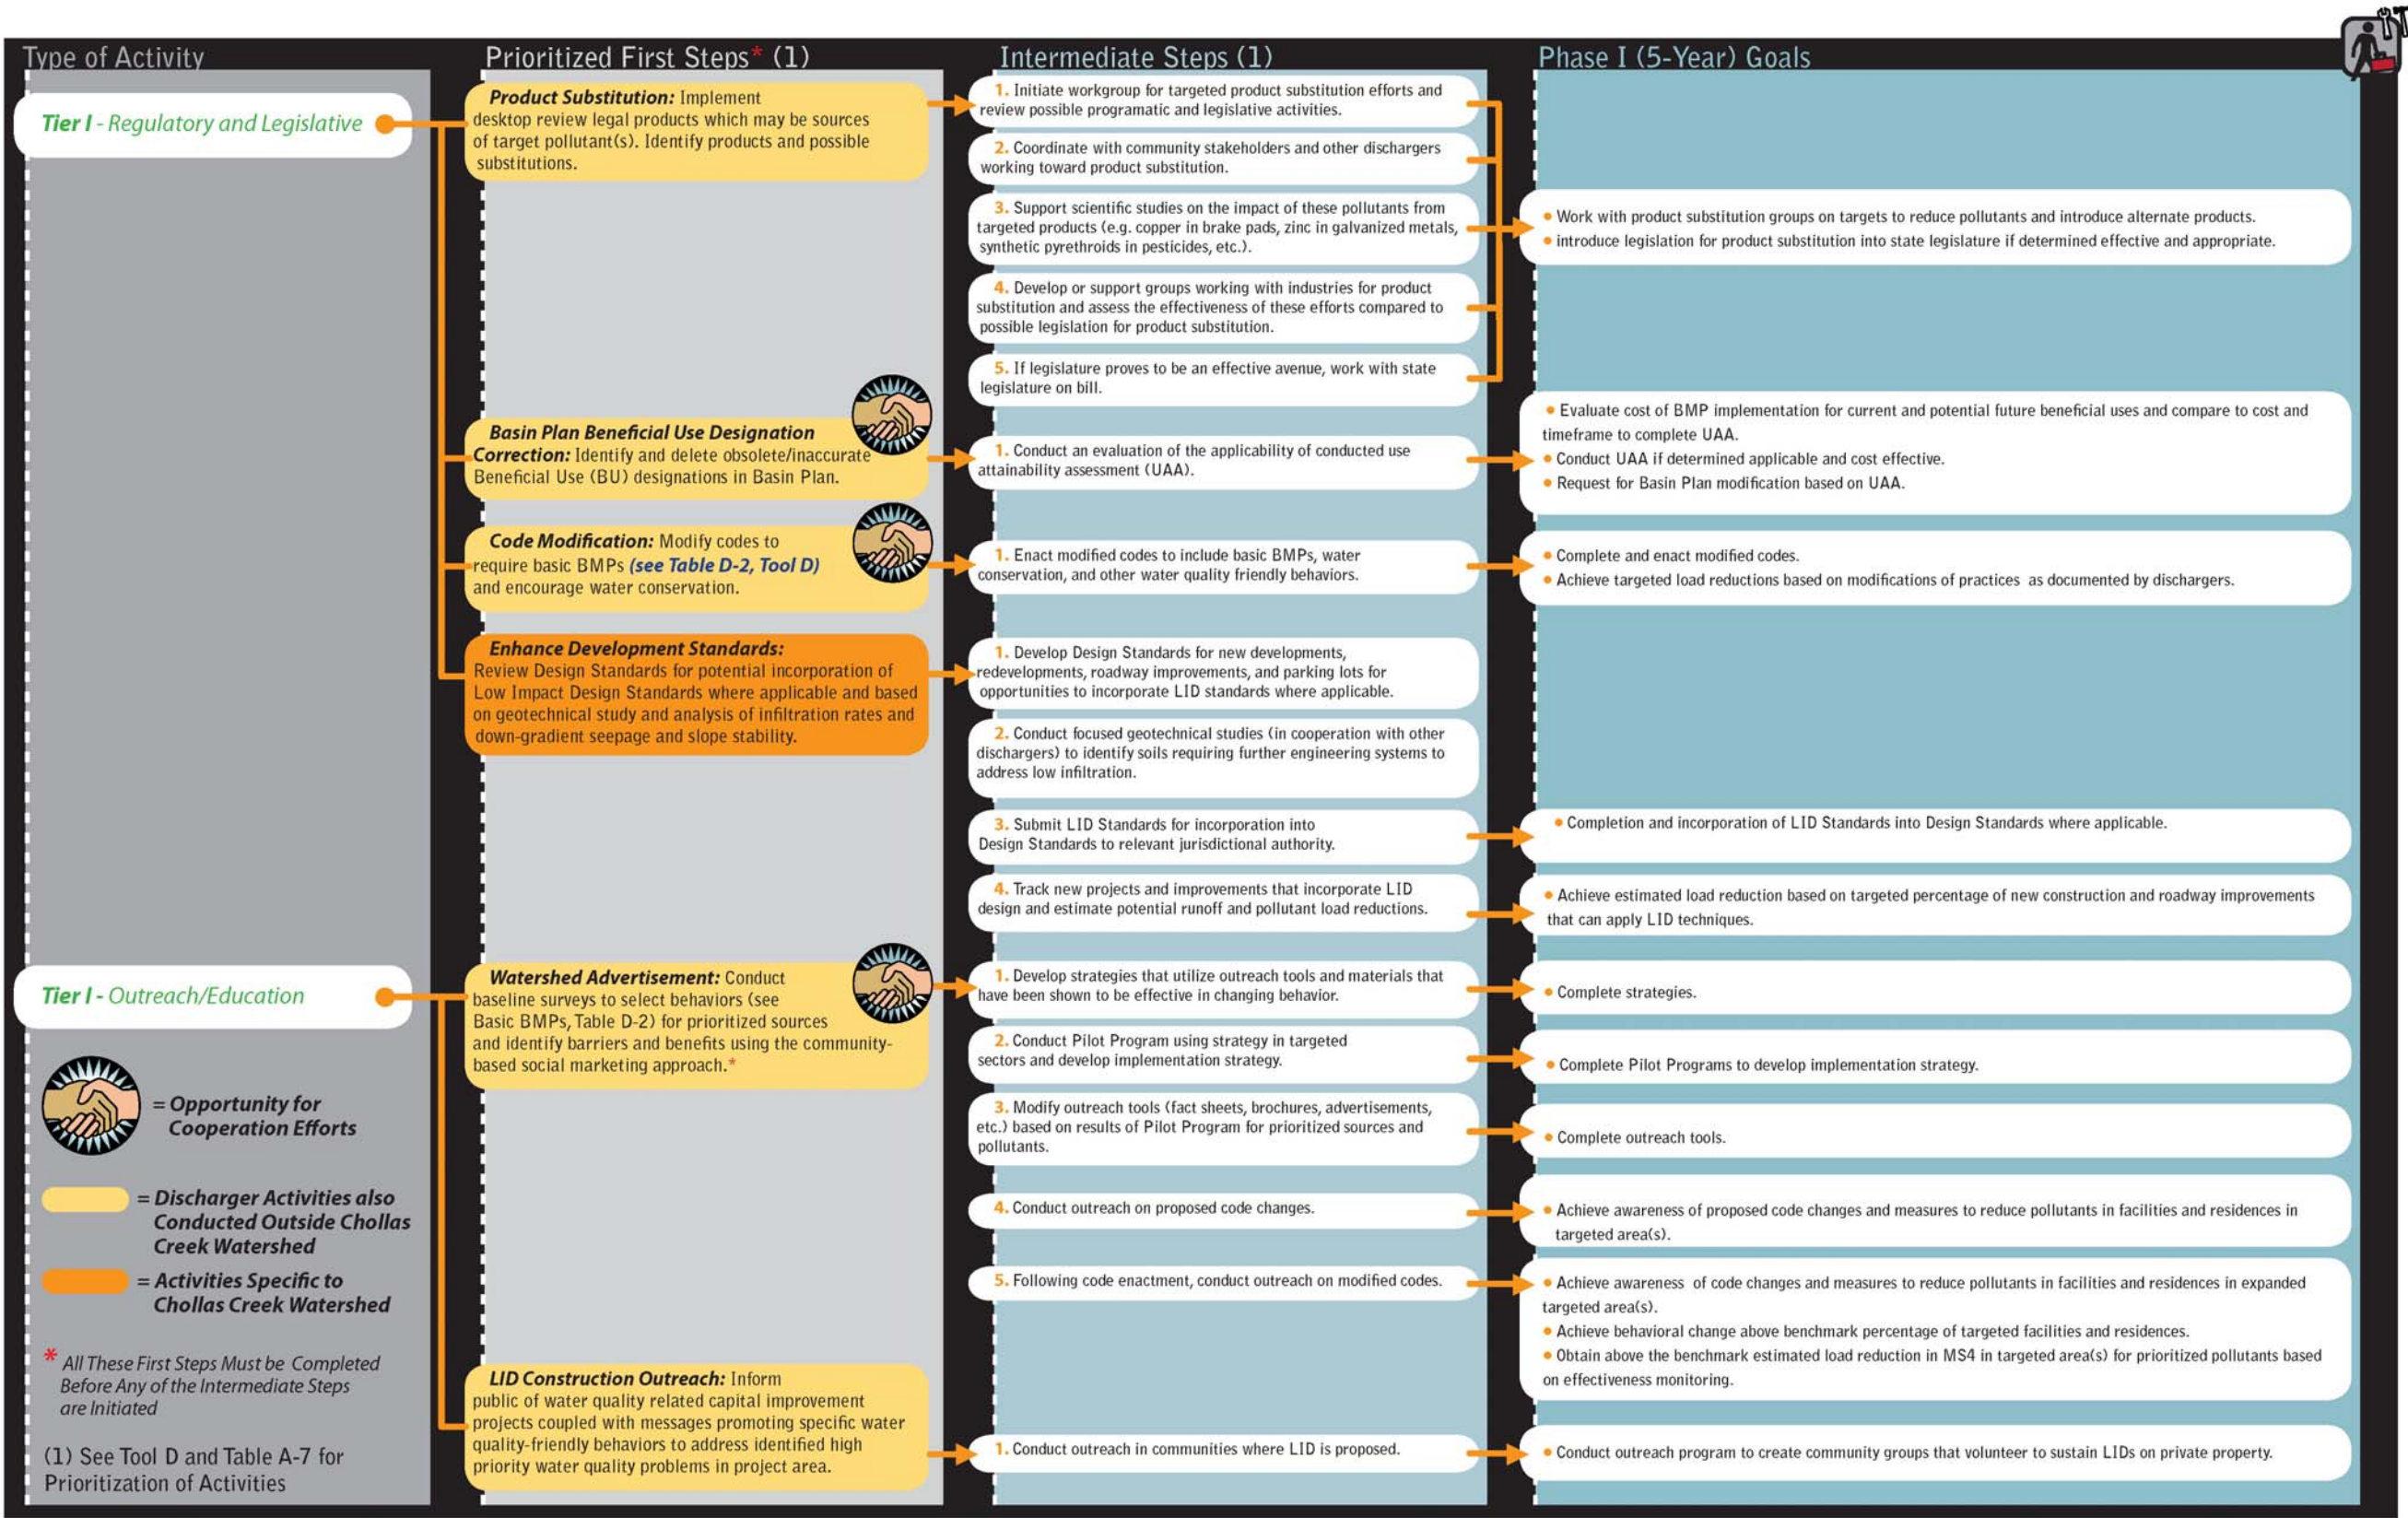 Type of Activity
Prioritized First Steps* (1)
Intermediate Steps (1)
Phase I (5-Year) Goals
Tier I - Regulatory and Legislative
Product Substitution: Implement
desktop review legal products which may be sources
of target pollutant(s). Identify products and possible
substitutions.
1. Initiate workgroup for targeted product substitution efforts and
review possible programatic and legislative activities.
2. Coordinate with community stakeholders and other dischargers
working toward product substitution.
3. Support scientific studies on the impact of these pollutants from
targeted products (e.g. copper in brake pads, zinc in galvanized metals,
synthetic pyrethroids in pesticides, etc.).
4. Develop or support groups working with industries for product
substitution and assess the effectiveness of these efforts compared to
possible legislation for product substitution.
5. If legislature proves to be an effective avenue, work with state
legislature on bill.
• Work with product substitution groups on targets to reduce pollutants and introduce alternate products.
• introduce legislation for product substitution into state legislature if determined effective and appropriate.
Basin Plan Beneficial Use Designation
Correction: Identify and delete obsolete/inaccurate
Beneficial Use (BU) designations in Basin Plan.
1. Conduct an evaluation of the applicability of conducted use
attainability assessment (UAA).
• Evaluate cost of BMP implementation for current and potential future beneficial uses and compare to cost and
timeframe to complete UAA.
• Conduct UAA if determined applicable and cost effective.
• Request for Basin Plan modification based on UAA.
Code Modification: Modify codes to
require basic BMPs (see Table D-2, Tool D)
and encourage water conservation.
1. Enact modified codes to include basic BMPs, water
conservation, and other water quality friendly behaviors.
• Complete and enact modified codes.
• Achieve targeted load reductions based on modifications of practices as documented by dischargers.
Enhance Development Standards:
Review Design Standards for potential incorporation of
Low Impact Design Standards where applicable and based
on geotechnical study and analysis of infiltration rates and
down-gradient seepage and slope stability.
1. Develop Design Standards for new developments,
redevelopments, roadway improvements, and parking lots for
opportunities to incorporate LID standards where applicable.
2. Conduct focused geotechnical studies (in cooperation with other
dischargers) to identify soils requiring further engineering systems to
address low infiltration.
3. Submit LID Standards for incorporation into
Design Standards to relevant jurisdictional authority.
• Completion and incorporation of LID Standards into Design Standards where applicable.
4. Track new projects and improvements that incorporate LID
design and estimate potential runoff and pollutant load reductions.
• Achieve estimated load reduction based on targeted percentage of new construction and roadway improvements
that can apply LID techniques.
Tier I - Outreach/Education
Watershed Advertisement: Conduct
baseline surveys to select behaviors (see
Basic BMPs, Table D-2) for prioritized sources
and identify barriers and benefits using the community-
based social marketing approach.*
1. Develop strategies that utilize outreach tools and materials that
have been shown to be effective in changing behavior.
• Complete strategies.
2. Conduct Pilot Program using strategy in targeted
sectors and develop implementation strategy.
• Complete Pilot Programs to develop implementation strategy.
3. Modify outreach tools (fact sheets, brochures, advertisements,
etc.) based on results of Pilot Program for prioritized sources and
pollutants.
• Complete outreach tools.
4. Conduct outreach on proposed code changes.
• Achieve awareness of proposed code changes and measures to reduce pollutants in facilities and residences in
targeted area(s).
5. Following code enactment, conduct outreach on modified codes.
• Achieve awareness of code changes and measures to reduce pollutants in facilities and residences in expanded
targeted area(s).
• Achieve behavioral change above benchmark percentage of targeted facilities and residences.
• Obtain above the benchmark estimated load reduction in MS4 in targeted area(s) for prioritized pollutants based
on effectiveness monitoring.
LID Construction Outreach: Inform
public of water quality related capital improvement
projects coupled with messages promoting specific water
quality-friendly behaviors to address identified high
priority water quality problems in project area.
1. Conduct outreach in communities where LID is proposed.
• Conduct outreach program to create community groups that volunteer to sustain LIDs on private property.
= Opportunity for
Cooperation Efforts
= Discharger Activities also
Conducted Outside Chollas
Creek Watershed
= Activities Specific to
Chollas Creek Watershed
* All These First Steps Must be Completed
Before Any of the Intermediate Steps
are Initiated
(1) See Tool D and Table A-7 for
Prioritization of Activities